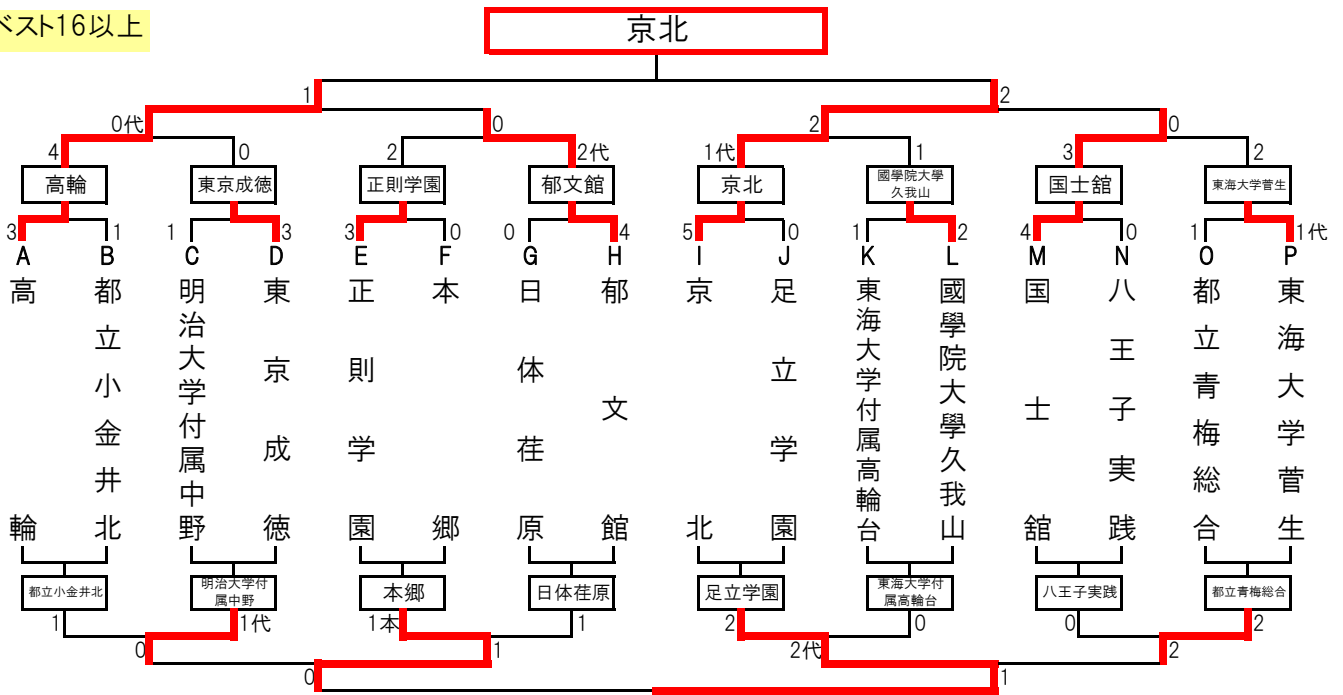 ベスト16以上
京北
1 2
0代 0 2 0
4 0 2 2代 1代 1 3 2
高輪 東京成徳 正則学園 郁文館 京北 國學院大學 国士舘 東海大学菅生
久我山
3 1 1 3 3 0 0 4 5 0 1 2 4 0 1 1代
A B C D E F G H I J K L M N O P
高輪
都立小金井北
明治大学付属中野
東京成徳
正則学園
本郷
日体荏原
郁文館
京北
足立学園
東海大学付属高輪台
國學院大學久我山
国士舘
八王子実践
都立青梅総合
東海大学菅生
都立小金井北
明治大学付
属中野
本郷
日体荏原
足立学園
東海大学付
属高輪台
八王子実践
都立青梅総合
1 1代 1本 1 2 0 0 2
0 1 2代 2
0 1